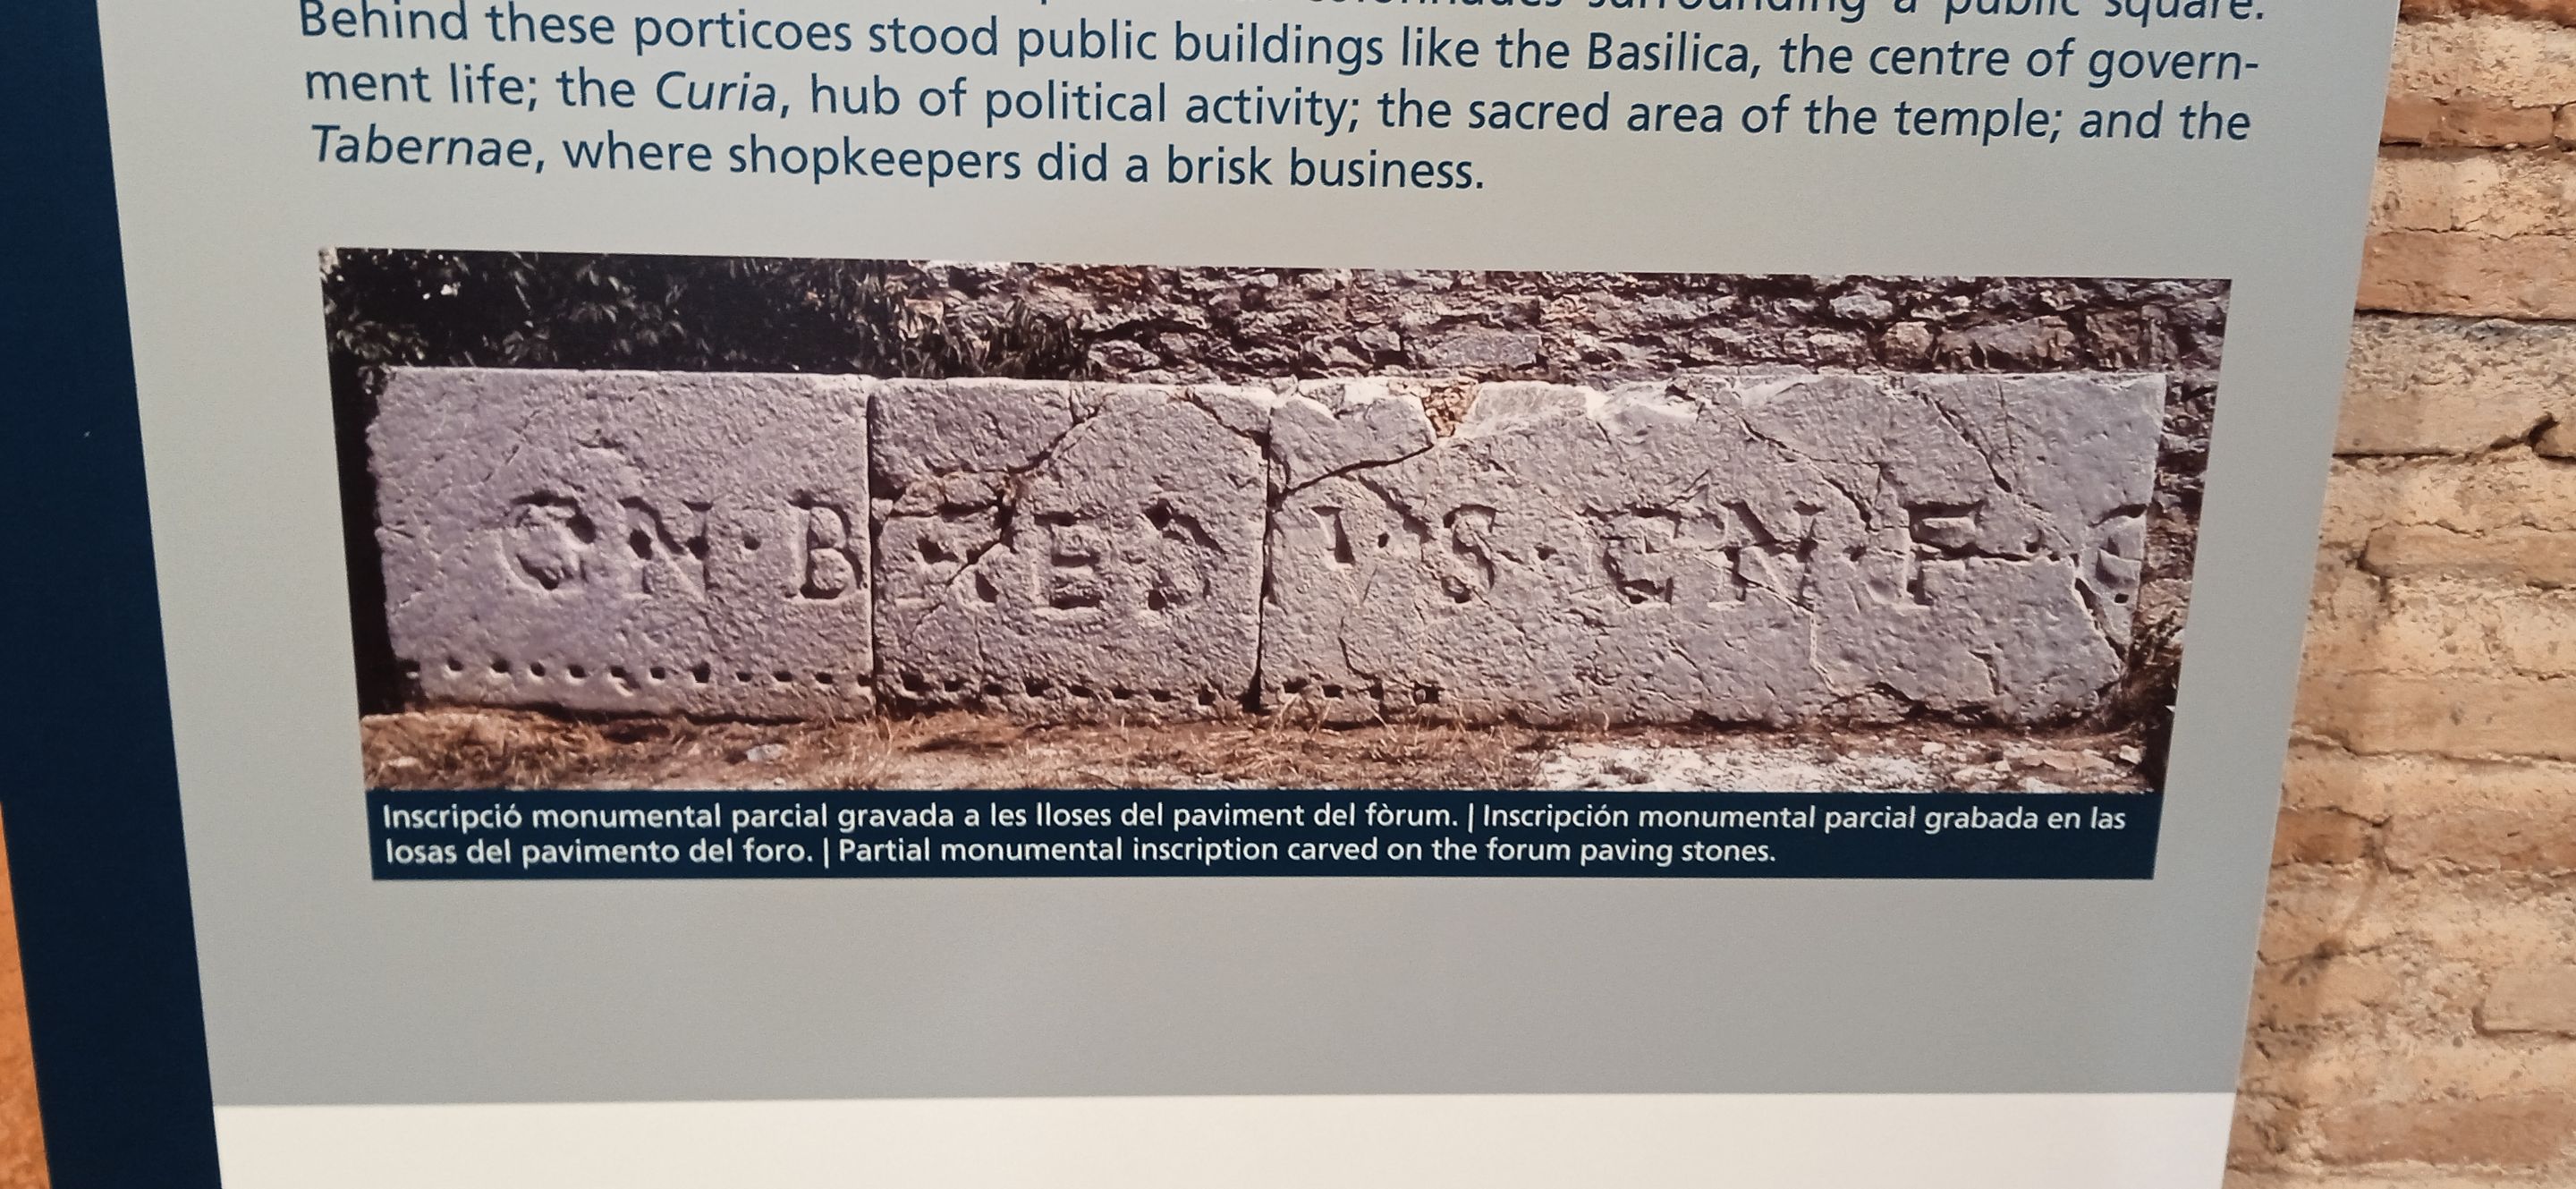 surrounding a public square.
Behind these porticoes stood public buildings like the Basilica, the centre of govern-
ment life; the Curia, hub of political activity; the sacred area of the temple; and the
Tabernae, where shopkeepers did a brisk business.
CN·B
Inscripció monumental parcial gravada a les lloses del paviment del fòrum. | Inscripción monumental parcial grabada en las
losas del pavimento del foro. | Partial monumental inscription carved on the forum paving stones.